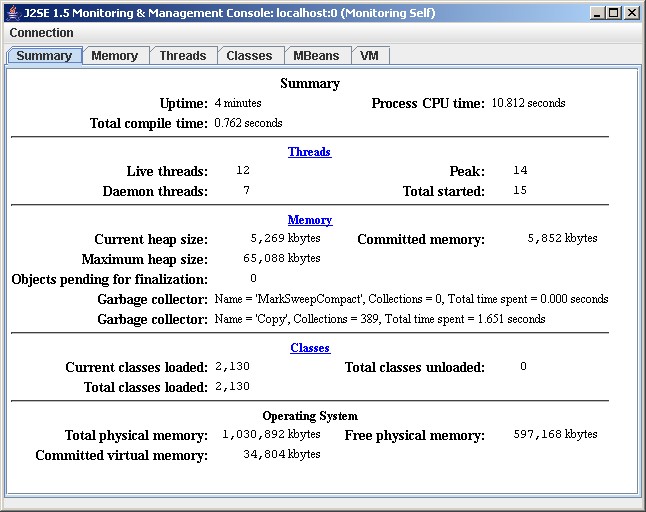 J2SE 1.5 Monitoring & Management Console: localhost:0 (Monitoring Self)
Connection
Summary Memory Threads Classes MBeans VM
Summary
Uptime: 4 minutes Process CPU time: 10.812 seconds
Total compile time: 0.762 seconds
Threads
Live threads: 12 Peak: 14
Daemon threads: 7 Total started: 15
Memory
Current heap size: 5,269 kbytes Committed memory: 5,852 kbytes
Maximum heap size: 65,088 kbytes
Objects pending for finalization: 0
Garbage collector: Name = 'MarkSweepCompact', Collections = 0, Total time spent = 0.000 seconds
Garbage collector: Name = 'Copy', Collections = 389, Total time spent = 1.651 seconds
Classes
Current classes loaded: 2,130 Total classes unloaded: 0
Total classes loaded: 2,130
Operating System
Total physical memory: 1,030,892 kbytes Free physical memory: 597,168 kbytes
Committed virtual memory: 34,804 kbytes